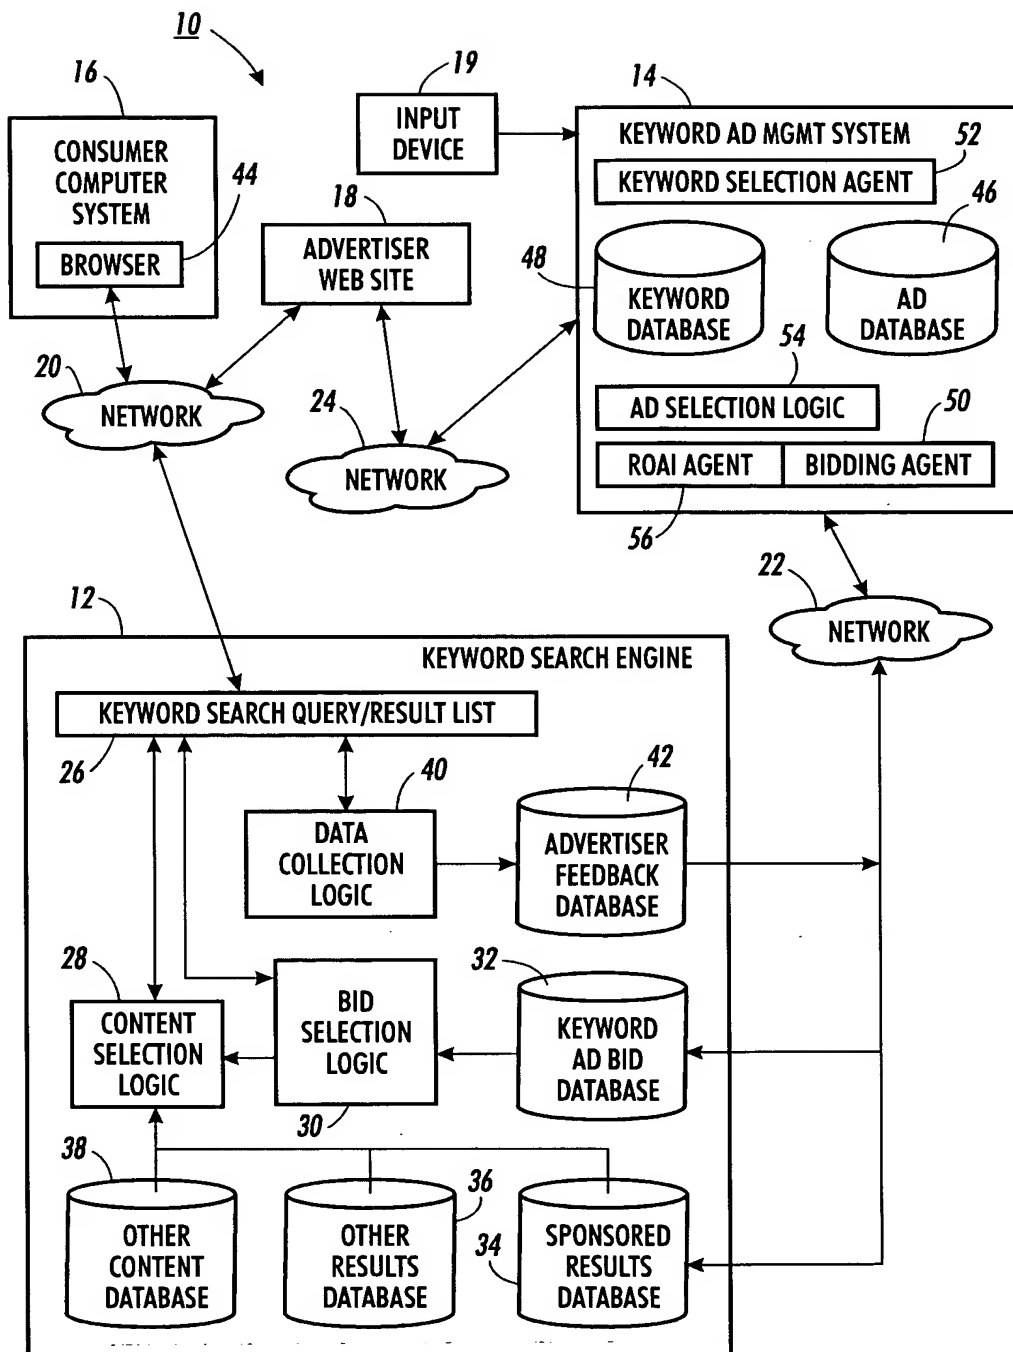 10
16
CONSUMER
COMPUTER
SYSTEM
44
BROWSER
19
INPUT
DEVICE
18
ADVERTISER
WEB SITE
14
KEYWORD AD MGMT SYSTEM
52
KEYWORD SELECTION AGENT
46
48
KEYWORD
DATABASE
AD
DATABASE
54
AD SELECTION LOGIC
50
ROAI AGENT
BIDDING AGENT
56
20
NETWORK
24
NETWORK
22
NETWORK
12
KEYWORD SEARCH ENGINE
KEYWORD SEARCH QUERY/RESULT LIST
26
40
DATA
COLLECTION
LOGIC
42
ADVERTISER
FEEDBACK
DATABASE
28
CONTENT
SELECTION
LOGIC
BID
SELECTION
LOGIC
30
32
KEYWORD
AD BID
DATABASE
38
OTHER
CONTENT
DATABASE
36
OTHER
RESULTS
DATABASE
34
SPONSORED
RESULTS
DATABASE